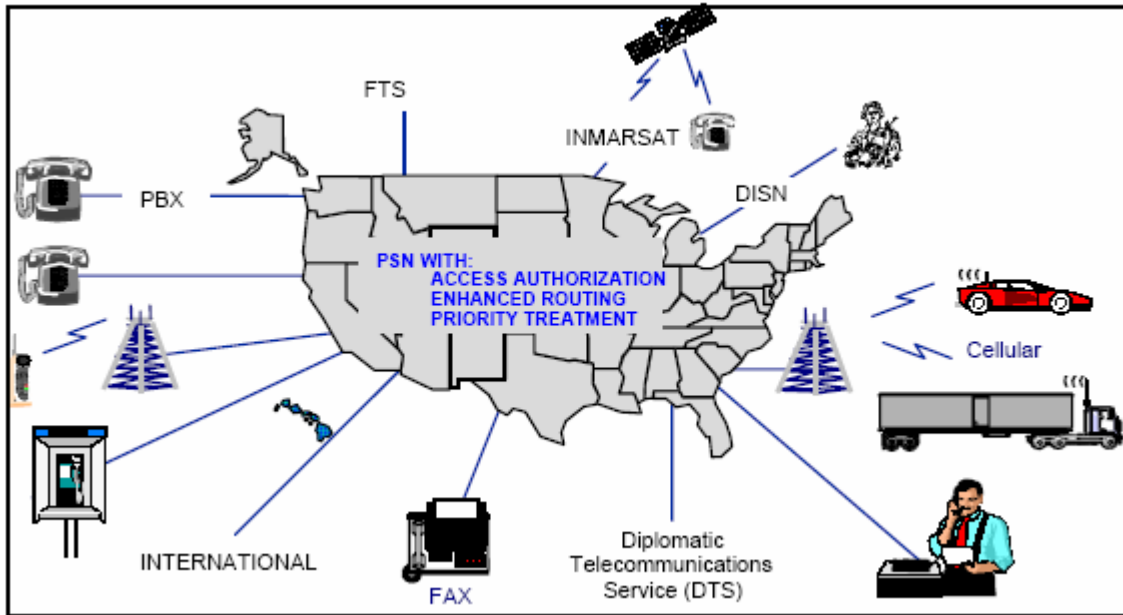 FTS
INMARSAT
PBX
DISN
PSN WITH:
ACCESS AUTHORIZATION
ENHANCED ROUTING
PRIORITY TREATMENT
Cellular
INTERNATIONAL
FAX
Diplomatic
Telecommunications
Service (DTS)